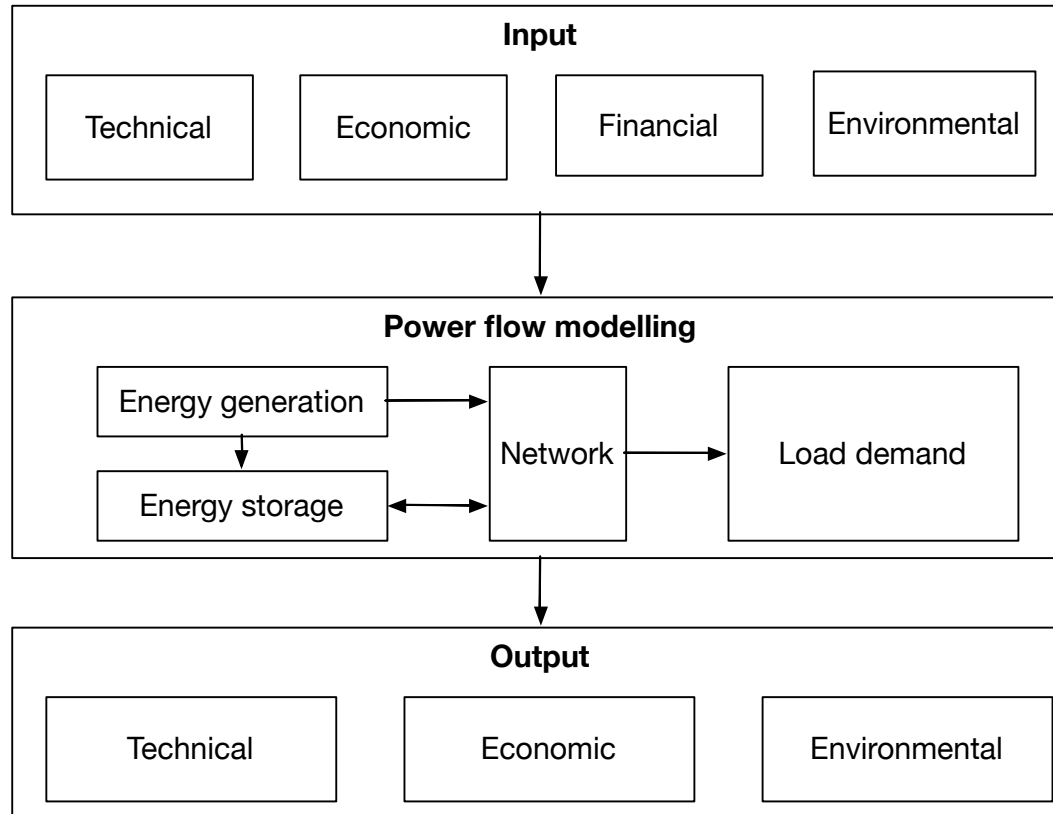 Input
Technical
Economic
Financial
Environmental
Power flow modelling
Energy generation
Energy storage
Network
Load demand
Output
Technical
Economic
Environmental